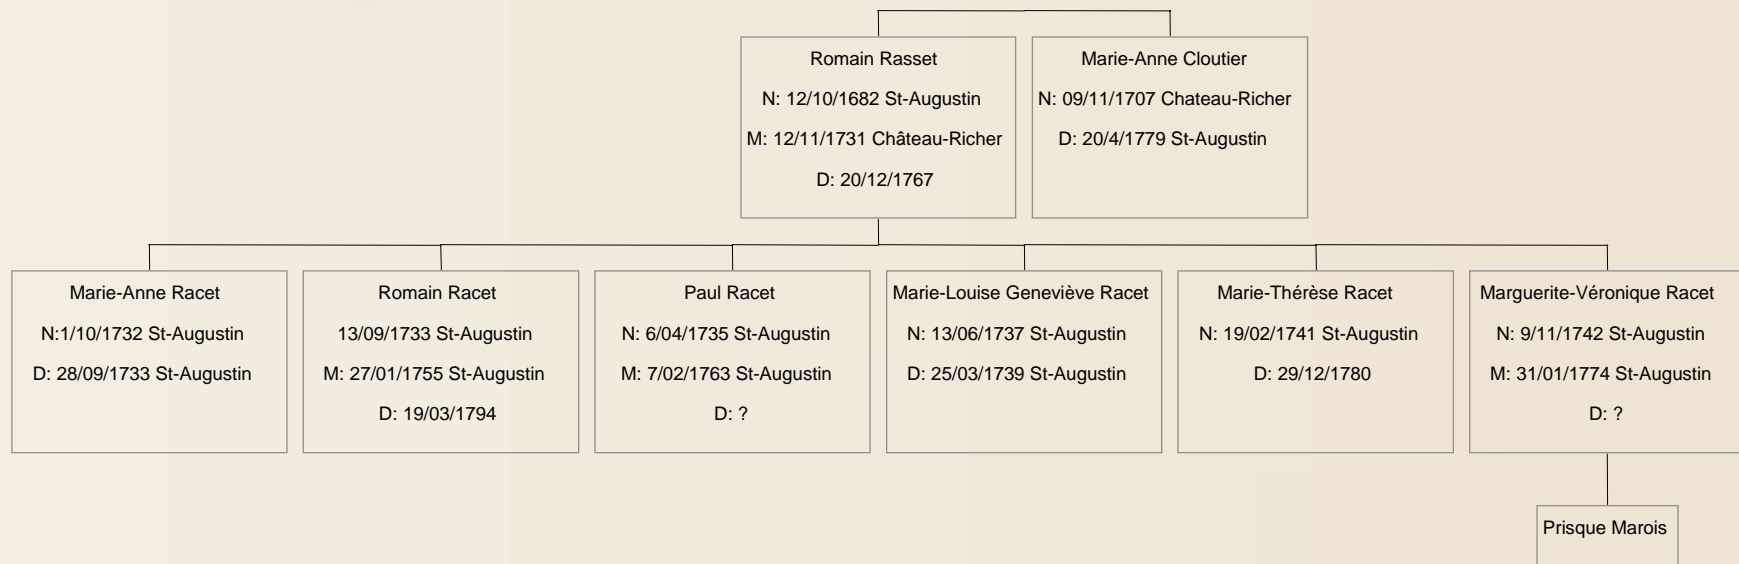 Romain Rasset
N: 12/10/1682 St-Augustin
M: 12/11/1731 Château-Richer
D: 20/12/1767
Marie-Anne Cloutier
N: 09/11/1707 Chateau-Richer
D: 20/4/1779 St-Augustin
Marie-Anne Racet
N:1/10/1732 St-Augustin
D: 28/09/1733 St-Augustin
Romain Racet
13/09/1733 St-Augustin
M: 27/01/1755 St-Augustin
D: 19/03/1794
Paul Racet
N: 6/04/1735 St-Augustin
M: 7/02/1763 St-Augustin
D: ?
Marie-Louise Geneviève Racet
N: 13/06/1737 St-Augustin
D: 25/03/1739 St-Augustin
Marie-Thérèse Racet
N: 19/02/1741 St-Augustin
D: 29/12/1780
Marguerite-Véronique Racet
N: 9/11/1742 St-Augustin
M: 31/01/1774 St-Augustin
D: ?
Prisque Marois